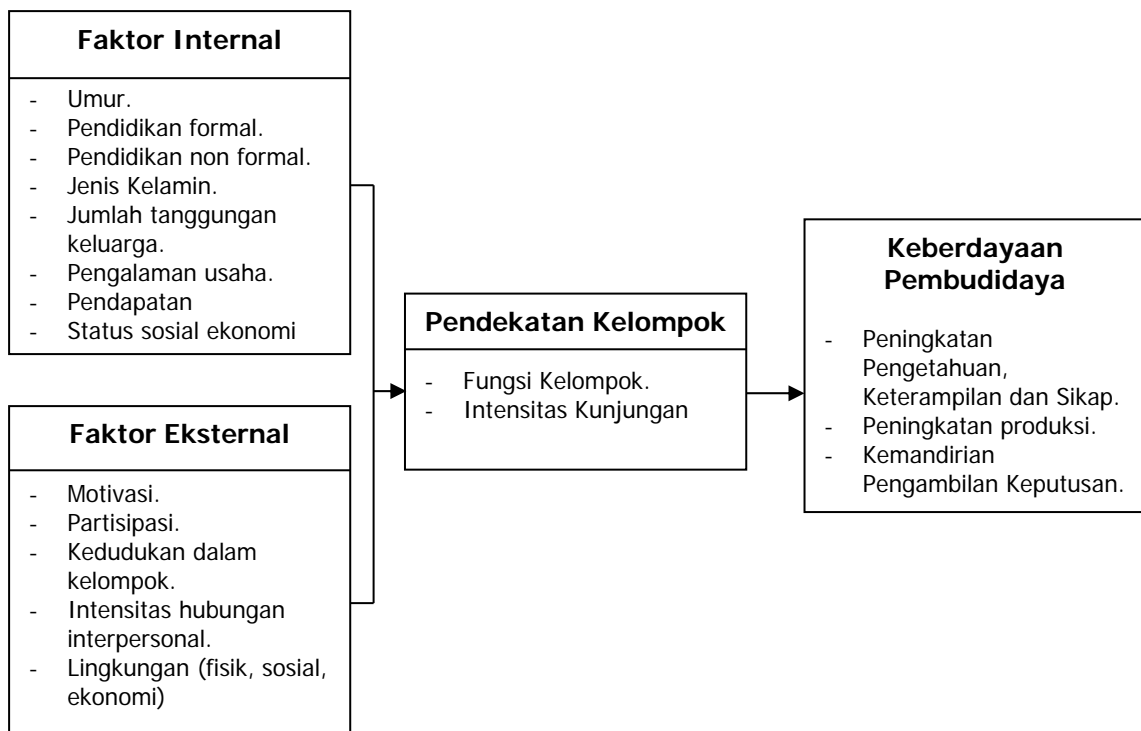 Faktor Internal
- Umur.
- Pendidikan formal.
- Pendidikan non formal.
- Jenis Kelamin.
- Jumlah tanggungan
keluarga.
- Pengalaman usaha.
- Pendapatan
- Status sosial ekonomi
Faktor Eksternal
- Motivasi.
- Partisipasi.
- Kedudukan dalam
kelompok.
- Intensitas hubungan
interpersonal.
- Lingkungan (fisik, sosial,
ekonomi)
Pendekatan Kelompok
- Fungsi Kelompok.
- Intensitas Kunjungan
Keberdayaan
Pembudidaya
- Peningkatan
Pengetahuan,
Keterampilan dan Sikap.
- Peningkatan produksi.
- Kemandirian
Pengambilan Keputusan.